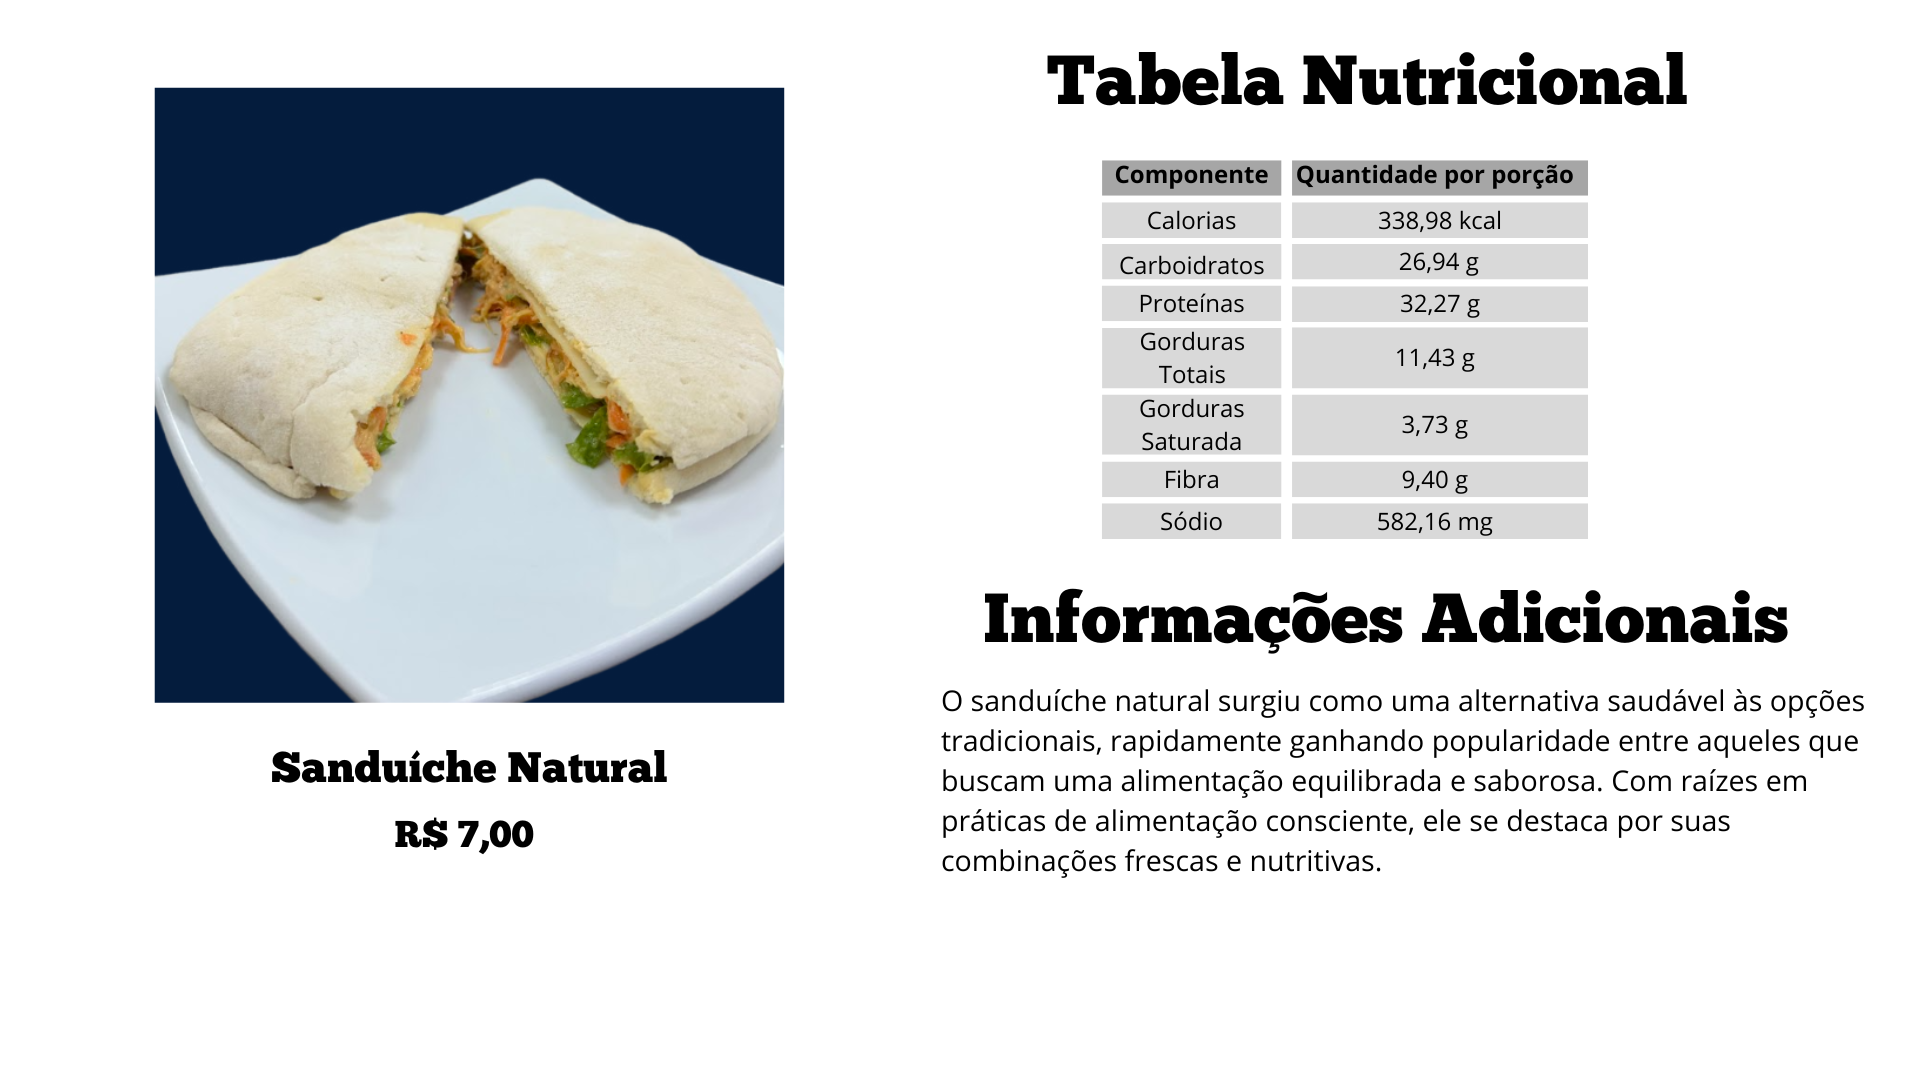 Sanduíche Natural
R$ 7,00
Tabela Nutricional
Componente Quantidade por porção
Calorias 338,98 kcal
Carboidratos 26,94 g
Proteínas 32,27 g
Gorduras
Totais 11,43 g
Gorduras
Saturada 3,73 g
Fibra 9,40 g
Sódio 582,16 mg
Informações Adicionais
O sanduíche natural surgiu como uma alternativa saudável às opções
tradicionais, rapidamente ganhando popularidade entre aqueles que
buscam uma alimentação equilibrada e saborosa. Com raízes em
práticas de alimentação consciente, ele se destaca por suas
combinações frescas e nutritivas.